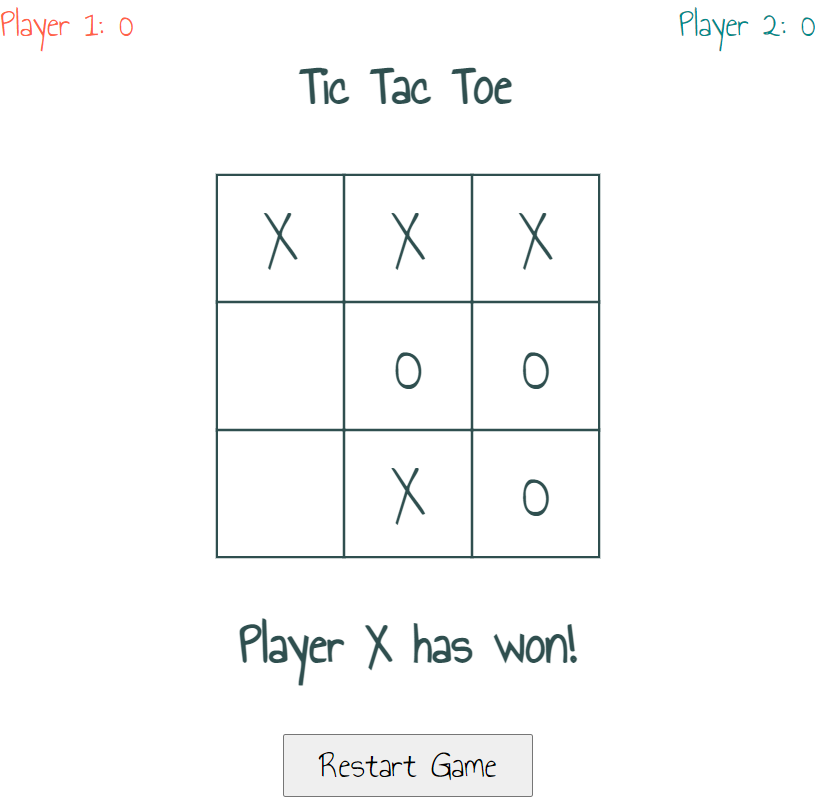 Player 1: 0 Player 2: 0
Tic Tac Toe
X X X
O O
X O
Player X has won!
Restart Game